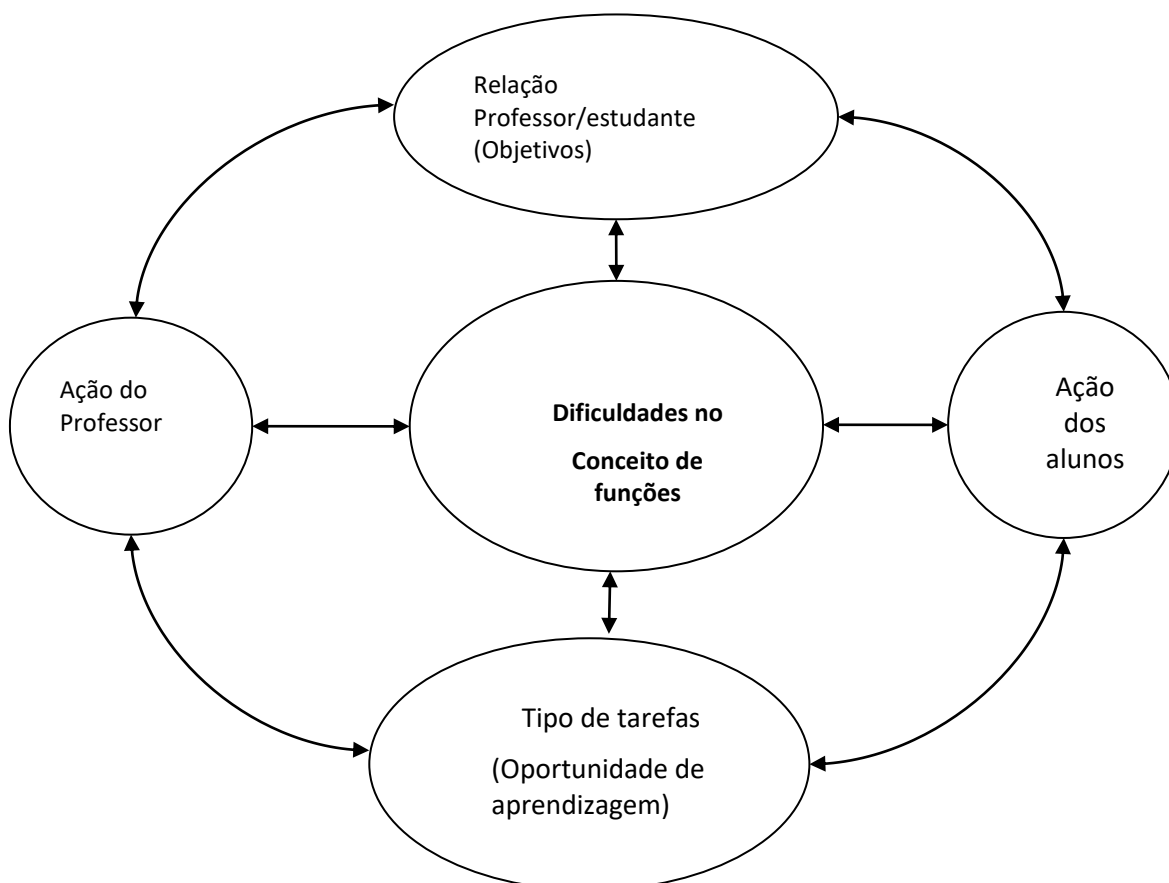 Relação
Professor/estudante
(Objetivos)
Ação do
Professor
Dificuldades no
Conceito de
funções
Ação
dos
alunos
Tipo de tarefas
(Oportunidade de
aprendizagem)